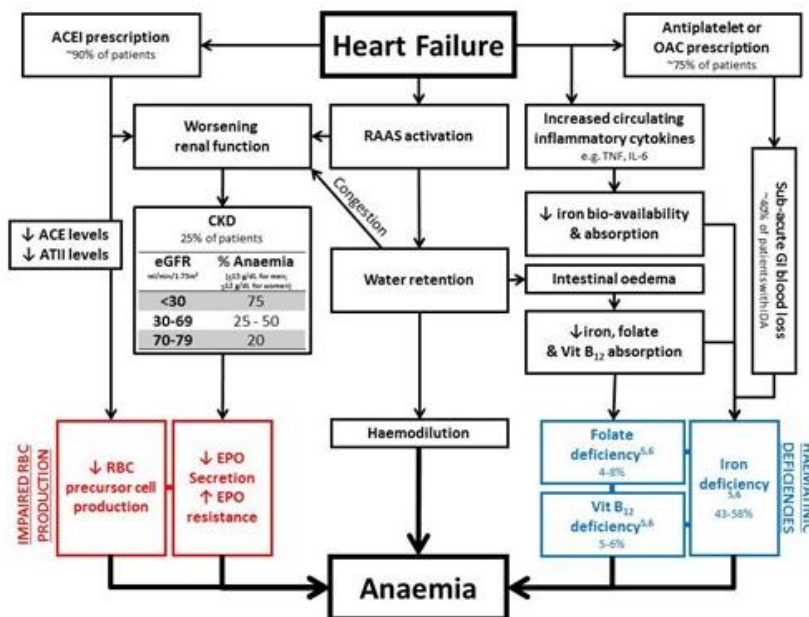 ACEI prescription
~90% of patients
Heart Failure
Antiplatelet or
OAC prescription
~75% of patients
Worsening
renal function
RAAS activation
Increased circulating
inflammatory cytokines
e.g. TNF, IL-6
Congestion
Sub-acute GI blood loss
~40% of patients with IDA
↓ ACE levels
↓ ATII levels
CKD
25% of patients
eGFR
ml/min/1.73m²
% Anaemia
(≤13 g/dL for men;
≤12 g/dL for women)
<30 75
30-69 25 - 50
70-79 20
↓ iron bio-availability
& absorption
Water retention
Intestinal oedema
↓iron, folate
& Vit B₁₂ absorption
Haemodilution
IMPAIRED RBC
PRODUCTION
↓ RBC
precursor cell
production
↓ EPO
Secretion
↑ EPO
resistance
Folate
deficiency⁵,⁶
4-8%
Vit B₁₂
deficiency⁵,⁶
5-6%
Iron
deficiency
5,6
43-58%
HAEMATINIC
DEFICIENCIES
Anaemia